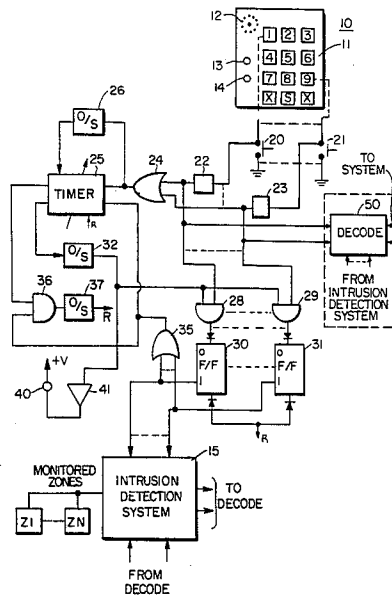 10
12
1 2 3
11
4 5 6
13
7 8 9
14
X S X
O/S 26
20 21
24 22
25
TIMER
23
TO SYSTEM
50
R
DECODE
O/S 32
36 O/S 37
R
28 29
FROM INTRUSION DETECTION SYSTEM
+V
35
0 30 0 31
F/F F/F
40 41
1 1
R
15
MONITORED ZONES
INTRUSION DETECTION SYSTEM
TO DECODE
Z1 ZN
FROM DECODE